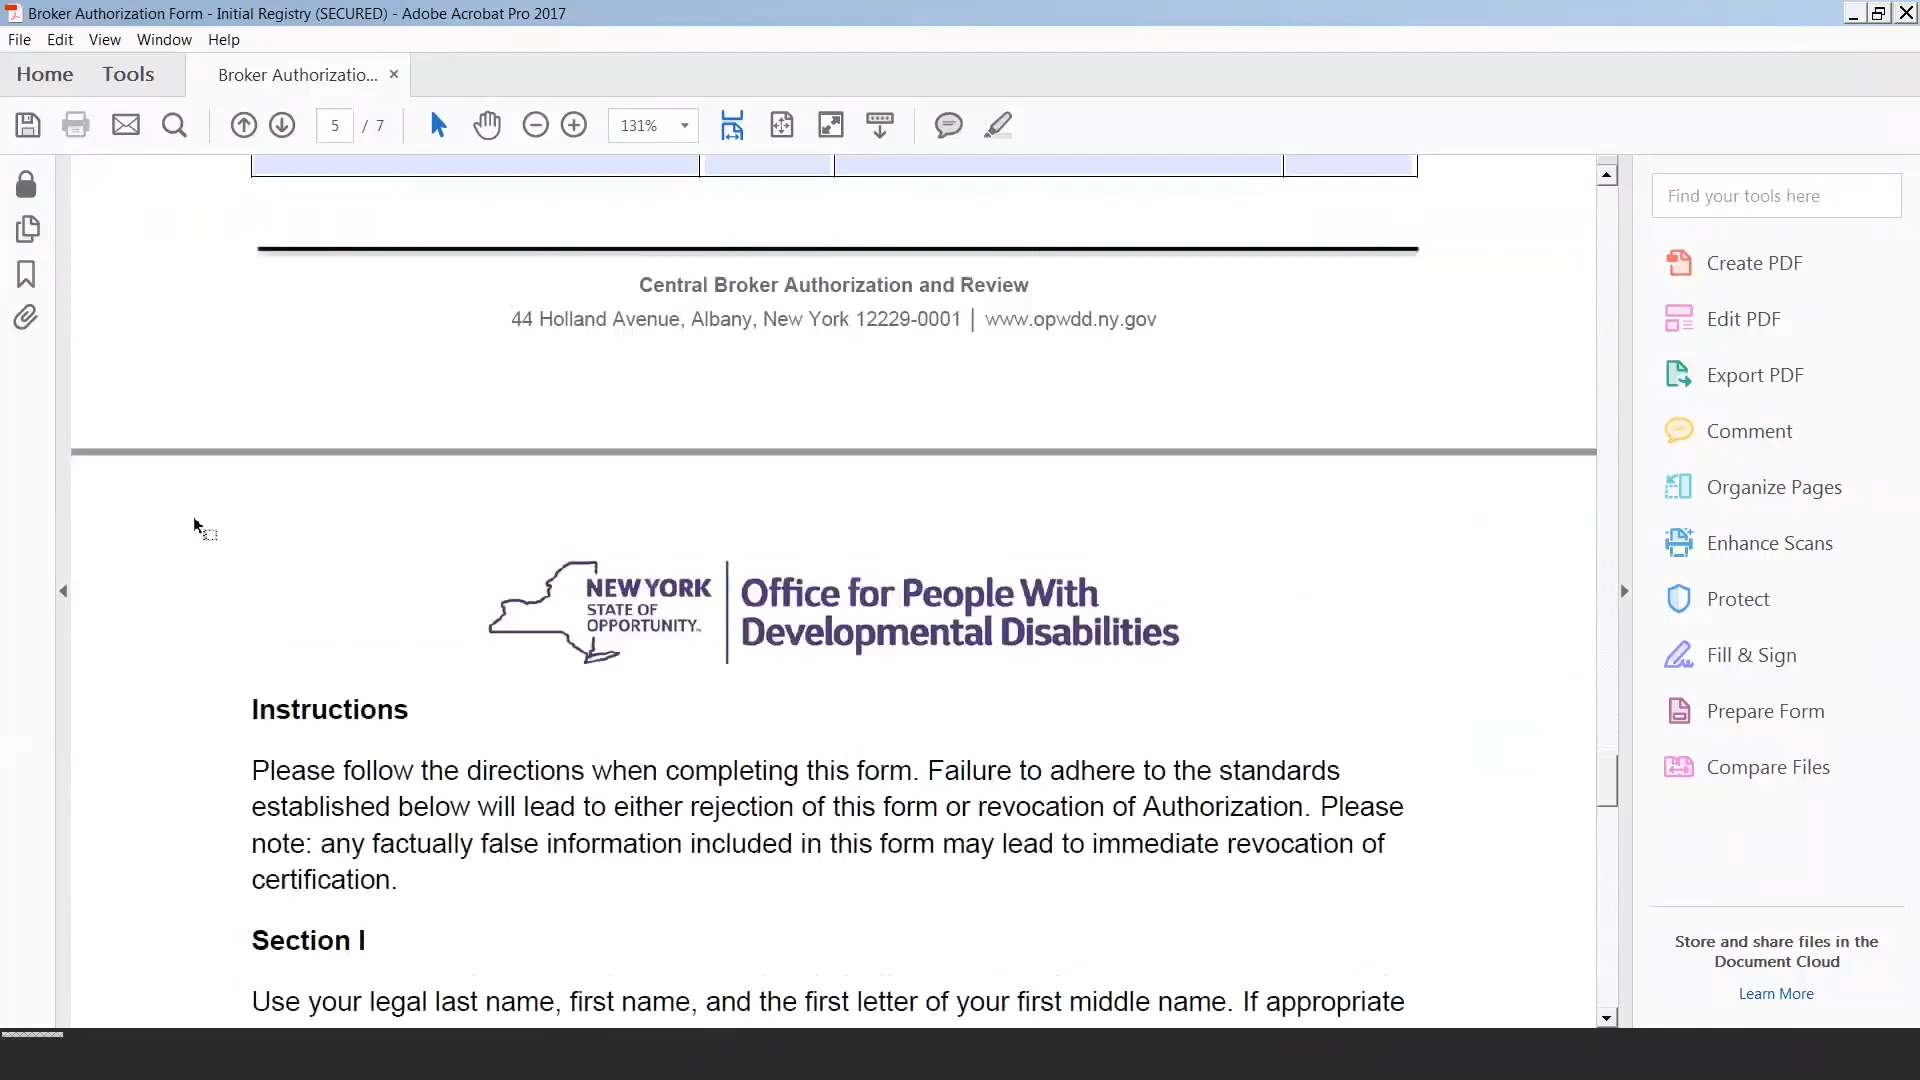 Broker Authorization Form - Initial Registry (SECURED) - Adobe Acrobat Pro 2017
File Edit View Window Help
Home Tools Broker Authorizatio... ×
5 / 7 131%
Find your tools here
Create PDF
Edit PDF
Export PDF
Comment
Organize Pages
Enhance Scans
Protect
Fill & Sign
Prepare Form
Compare Files
Store and share files in the
Document Cloud
Learn More
Central Broker Authorization and Review
44 Holland Avenue, Albany, New York 12229-0001 | www.opwdd.ny.gov
NEW YORK
STATE OF
OPPORTUNITY™
Office for People With
Developmental Disabilities
Instructions
Please follow the directions when completing this form. Failure to adhere to the standards
established below will lead to either rejection of this form or revocation of Authorization. Please
note: any factually false information included in this form may lead to immediate revocation of
certification.
Section I
Use your legal last name, first name, and the first letter of your first middle name. If appropriate